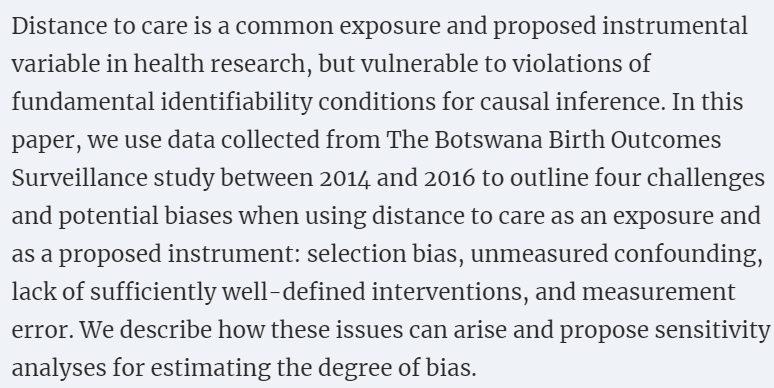 Distance to care is a common exposure and proposed instrumental
variable in health research, but vulnerable to violations of
fundamental identifiability conditions for causal inference. In this
paper, we use data collected from The Botswana Birth Outcomes
Surveillance study between 2014 and 2016 to outline four challenges
and potential biases when using distance to care as an exposure and
as a proposed instrument: selection bias, unmeasured confounding,
lack of sufficiently well-defined interventions, and measurement
error. We describe how these issues can arise and propose sensitivity
analyses for estimating the degree of bias.